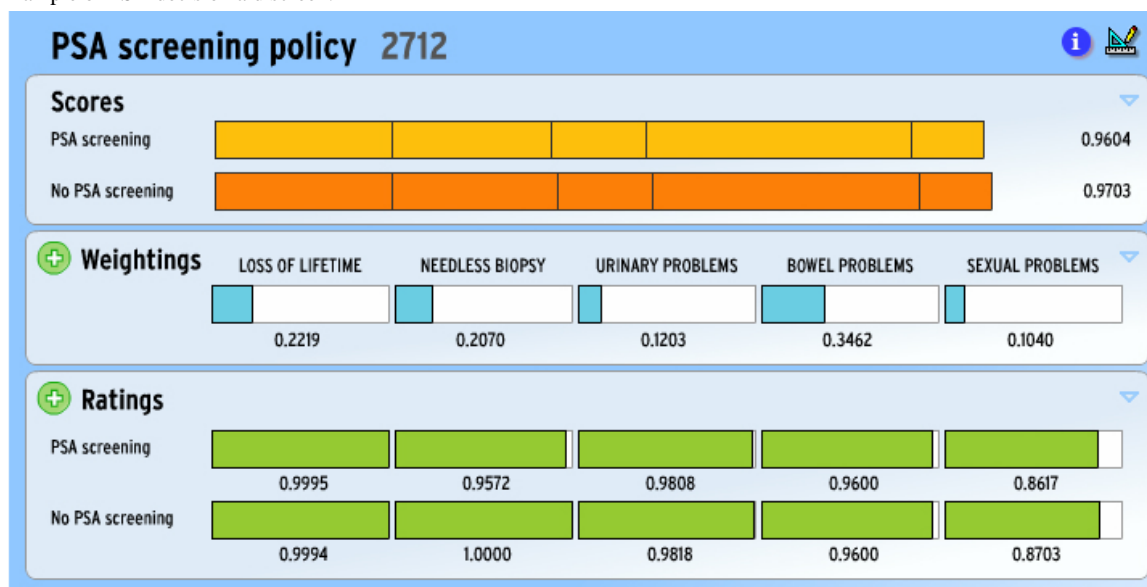 PSA screening policy 2712
Scores
PSA screening 0.9604
No PSA screening 0.9703
Weightings
LOSS OF LIFETIME NEEDLESS BIOPSY URINARY PROBLEMS BOWEL PROBLEMS SEXUAL PROBLEMS
0.2219 0.2070 0.1203 0.3462 0.1040
Ratings
PSA screening
0.9995 0.9572 0.9808 0.9600 0.8617
No PSA screening
0.9994 1.0000 0.9818 0.9600 0.8703